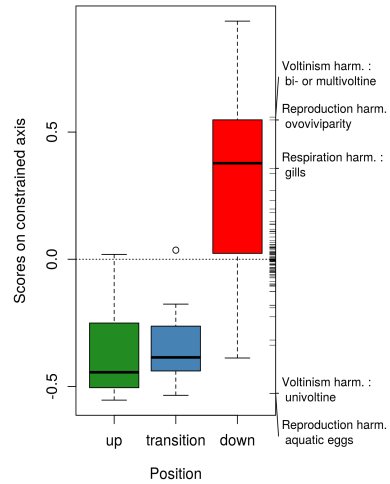 Scores on constrained axis
0.5
0.0
-0.5
up transition down
Position
Voltinism harm. :
bi- or multivoltine
Reproduction harm.
ovoviviparity
Respiration harm. :
gills
Voltinism harm. :
univoltine
Reproduction harm.
aquatic eggs